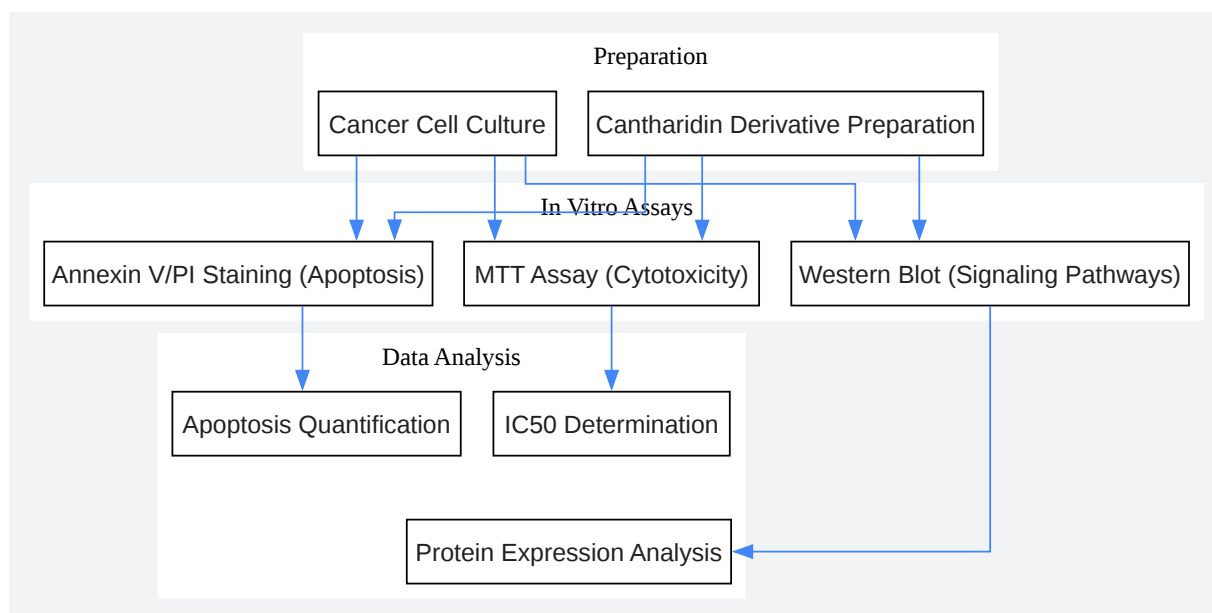 Preparation
Cancer Cell Culture
Cantharidin Derivative Preparation
In Vitro Assays
Annexin V/PI Staining (Apoptosis)
MTT Assay (Cytotoxicity)
Western Blot (Signaling Pathways)
Data Analysis
Apoptosis Quantification
IC50 Determination
Protein Expression Analysis